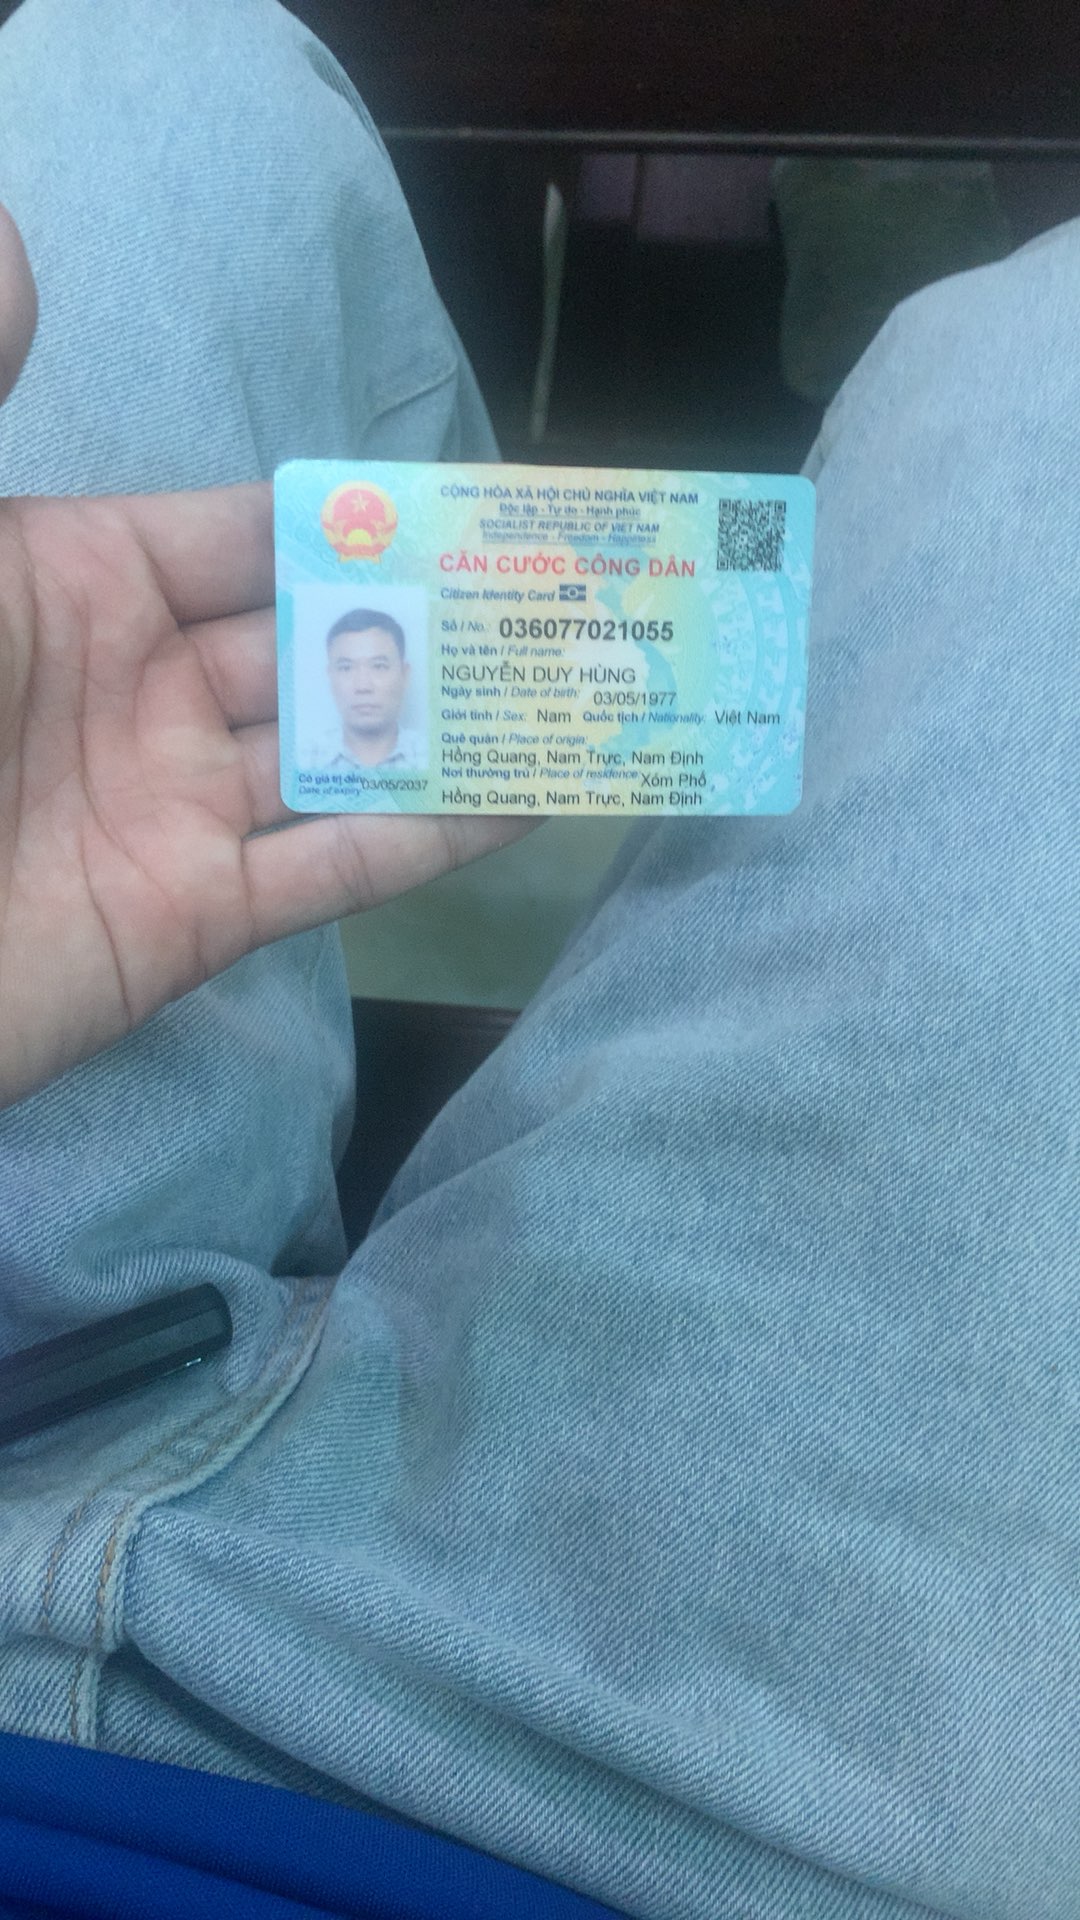 CỘNG HÒA XÃ HỘI CHỦ NGHĨA VIỆT NAM
Độc lập - Tự do - Hạnh phúc
SOCIALIST REPUBLIC OF VIET NAM
Independence - Freedom - Happiness
CĂN CƯỚC CÔNG DÂN
Citizen Identity Card
Số / No.: 036077021055
Họ và tên / Full name:
NGUYỄN DUY HÙNG
Ngày sinh / Date of birth: 03/05/1977
Giới tính / Sex: Nam Quốc tịch / Nationality: Việt Nam
Quê quán / Place of origin:
Hồng Quang, Nam Trực, Nam Định
Nơi thường trú / Place of residence: Xóm Phố
Hồng Quang, Nam Trực, Nam Định
Có giá trị đến: 03/05/2037
Date of expiry